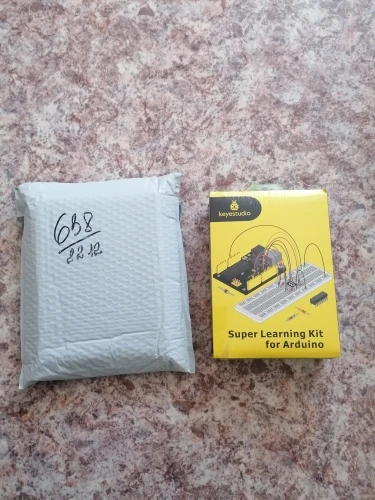 658
22 12
keyestudio
Super Learning Kit
for Arduino